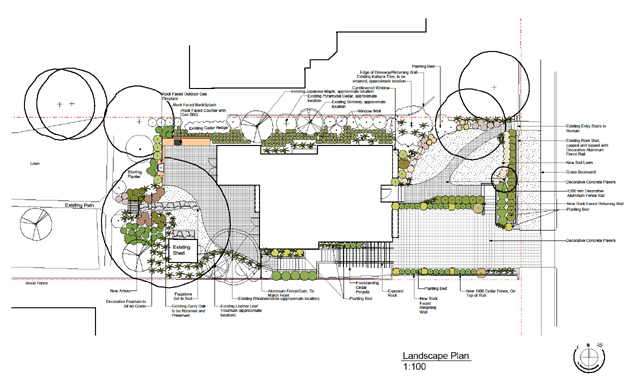 Planting Bed
Edge of Driveway/Retaining Wall
Existing Katsura Tree, to be
retained, approximate location
Cantilevered Window
Existing Japanese Maple, approximate location
Existing Pyramidal Cedar, approximate
location
approximate
location
Window Well
Rock Faced Outdoor Gas
Fireplace
Rock Faced BackSplash
Rock Faced Counter with
Gas BBQ
Existing Cedar Hedge
Existing Entry Stairs to
Remain
Existing Rock Wall,
capped and topped with
Decorative Aluminum
Fence Rail
New Sod Lawn
Grass Boulevard
Decorative Concrete Pavers
1200 mm Decorative
Aluminum Fence Rail
New Rock Faced Retaining Wall
Planting Bed
Decorative Concrete Pavers
Lawn
Existing
Planter
Existing Path
Existing
Shed
Wood Fence
New Arbour
Decorative Fountain to
Sit on Grade
Flagstone
Set in Sod
Existing Garry Oak
to be Retained and
Preserved
Existing Leather Leaf
Viburnum (approximate
location)
Existing Rhododendron (approximate location)
Aluminum Fence/Gate, To
Match Front
Planting Bed
Freestanding
Cedar
Pergola
Exposed
Rock
New Rock
Faced
Retaining
Wall
Planting Bed
New 1800 Cedar Fence, On
Top of Wall
Landscape Plan
1:100
N